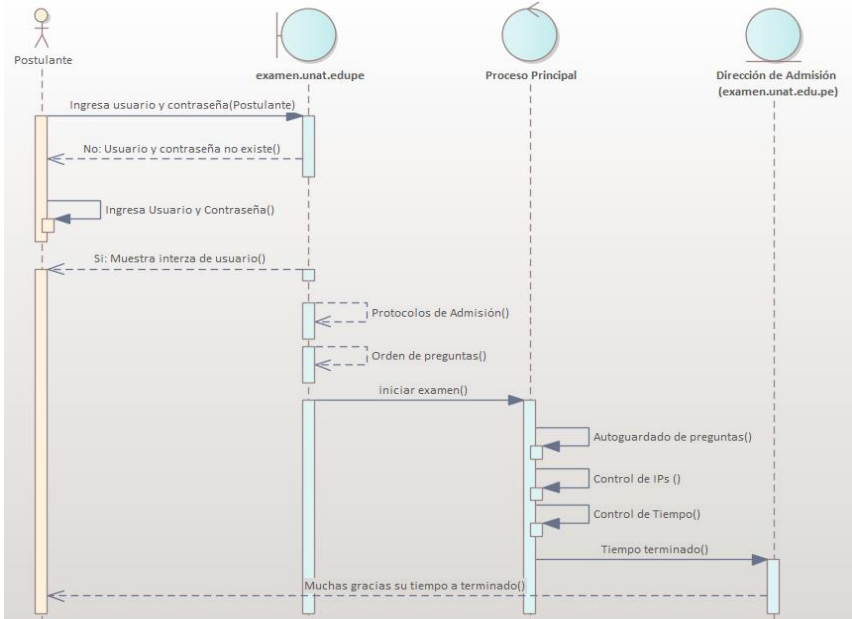 Postulante
examen.unat.edupe
Proceso Principal
Dirección de Admisión
(examen.unat.edu.pe)
Ingresa usuario y contraseña(Postulante)
No: Usuario y contraseña no existe()
Ingresa Usuario y Contraseña()
Si: Muestra interza de usuario()
Protocolos de Admisión()
Orden de preguntas()
iniciar examen()
Autoguardado de preguntas()
Control de IPs ()
Control de Tiempo()
Tiempo terminado()
Muchas gracias su tiempo a terminado()